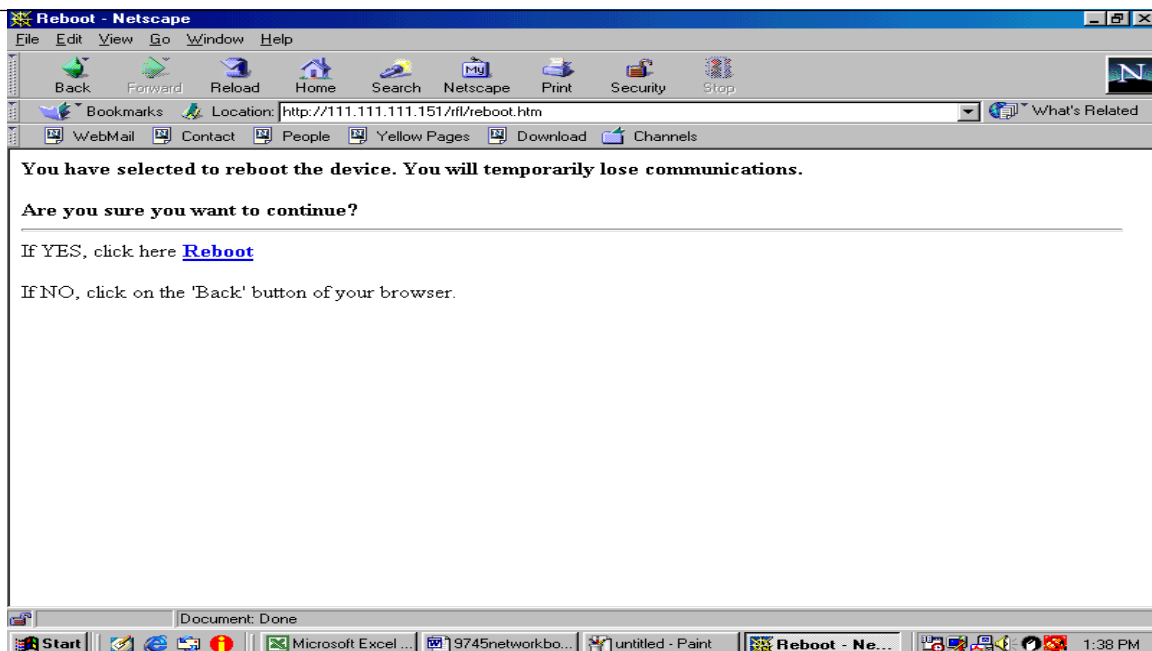 Reboot - Netscape
File Edit View Go Window Help
Back Forward Reload Home Search Netscape Print Security Stop
My
N
Bookmarks Location: http://111.111.111.151/rfl/reboot.htm What's Related
WebMail Contact People Yellow Pages Download Channels
You have selected to reboot the device. You will temporarily lose communications.
Are you sure you want to continue?
If YES, click here Reboot
If NO, click on the 'Back' button of your browser.
Document: Done
Start Microsoft Excel ... 9745networkbo... untitled - Paint Reboot - Ne... 1:38 PM